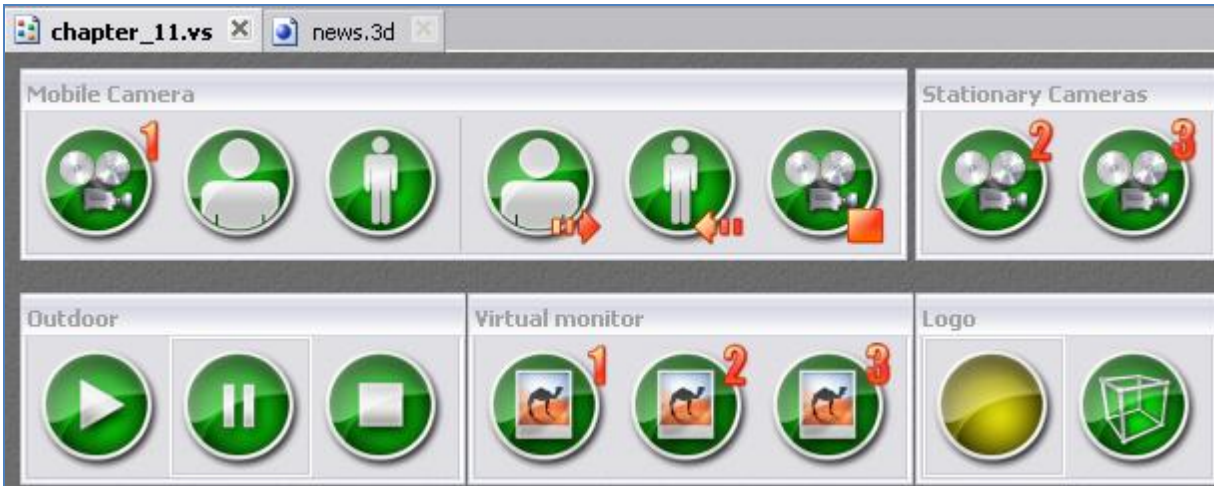 chapter_11.vs
news.3d
Mobile Camera
Stationary Cameras
1
2
3
Outdoor
Virtual monitor
Logo
1
2
3